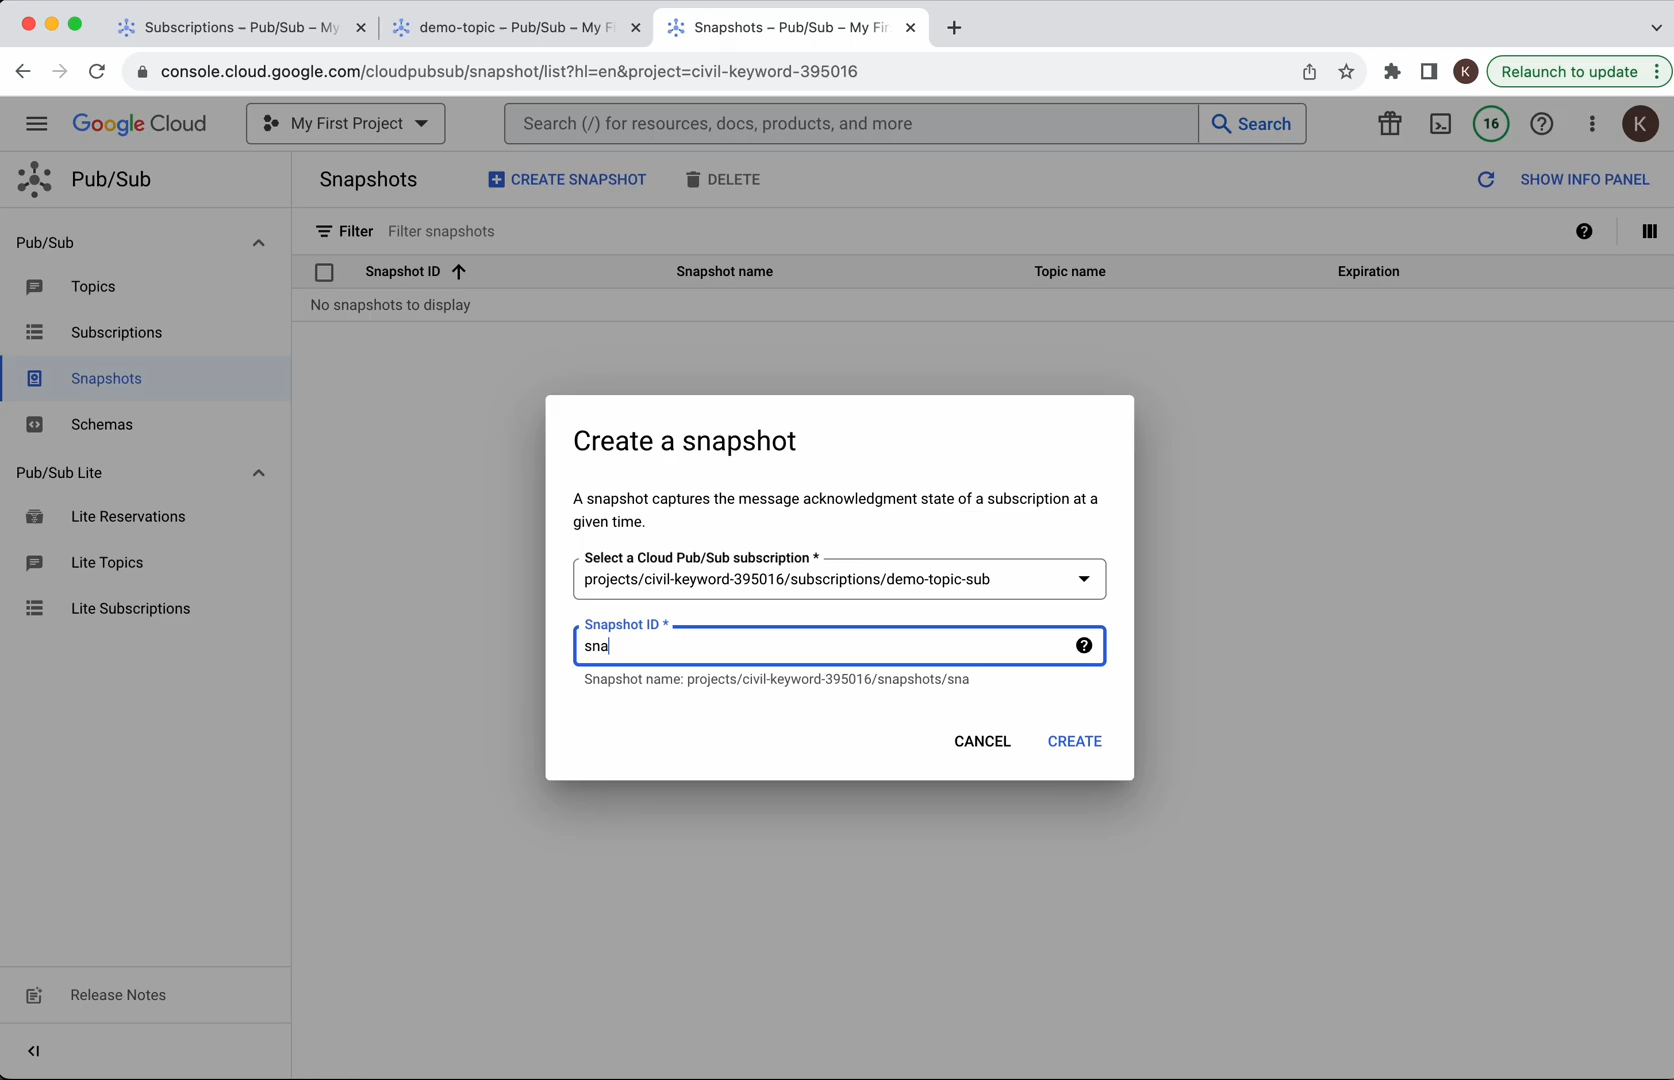 Subscriptions – Pub/Sub – My
demo-topic – Pub/Sub – My Fi
Snapshots – Pub/Sub – My Fir
console.cloud.google.com/cloudpubsub/snapshot/list?hl=en&project=civil-keyword-395016
K
Relaunch to update
Google Cloud
My First Project
Search (/) for resources, docs, products, and more
Search
16
K
Pub/Sub
Snapshots
CREATE SNAPSHOT
DELETE
SHOW INFO PANEL
Pub/Sub
Topics
Subscriptions
Snapshots
Schemas
Pub/Sub Lite
Lite Reservations
Lite Topics
Lite Subscriptions
Release Notes
Filter Filter snapshots
Snapshot ID Snapshot name Topic name Expiration
No snapshots to display
Create a snapshot
A snapshot captures the message acknowledgment state of a subscription at a
given time.
Select a Cloud Pub/Sub subscription *
projects/civil-keyword-395016/subscriptions/demo-topic-sub
Snapshot ID *
sna
Snapshot name: projects/civil-keyword-395016/snapshots/sna
CANCEL CREATE